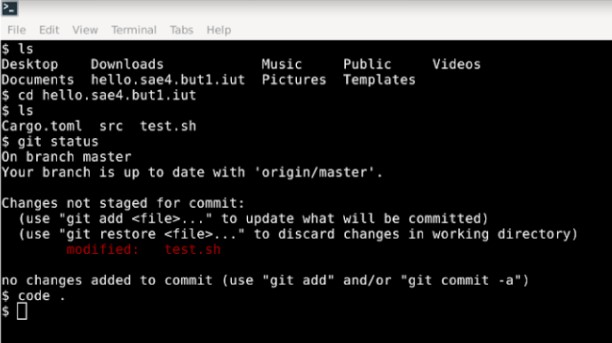 File Edit View Terminal Tabs Help
$ ls
Desktop Downloads Music Public Videos
Documents hello.sae4.but1.iut Pictures Templates
$ cd hello.sae4.but1.iut
$ ls
Cargo.toml src test.sh
$ git status
On branch master
Your branch is up to date with 'origin/master'.
Changes not staged for commit:
(use "git add <file>..." to update what will be committed)
(use "git restore <file>..." to discard changes in working directory)
modified: test.sh
no changes added to commit (use "git add" and/or "git commit -a")
$ code .
$